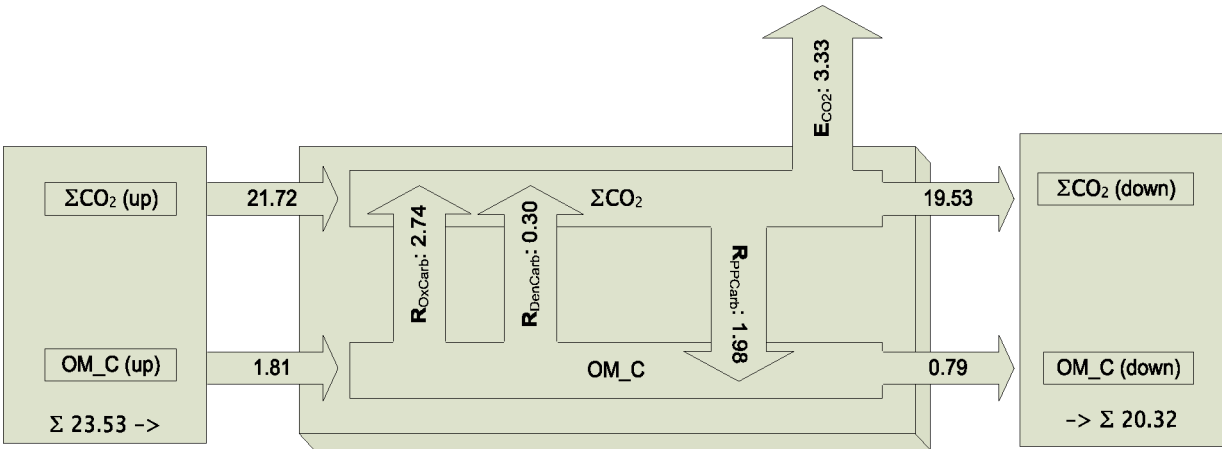 E_CO2: 3.33
ΣCO₂ (up)
21.72
ΣCO₂
19.53
ΣCO₂ (down)
R_OxCarb: 2.74
R_DenCarb: 0.30
R_PPCarb: 1.98
OM_C (up)
1.81
OM_C
0.79
OM_C (down)
Σ 23.53 ->
-> Σ 20.32